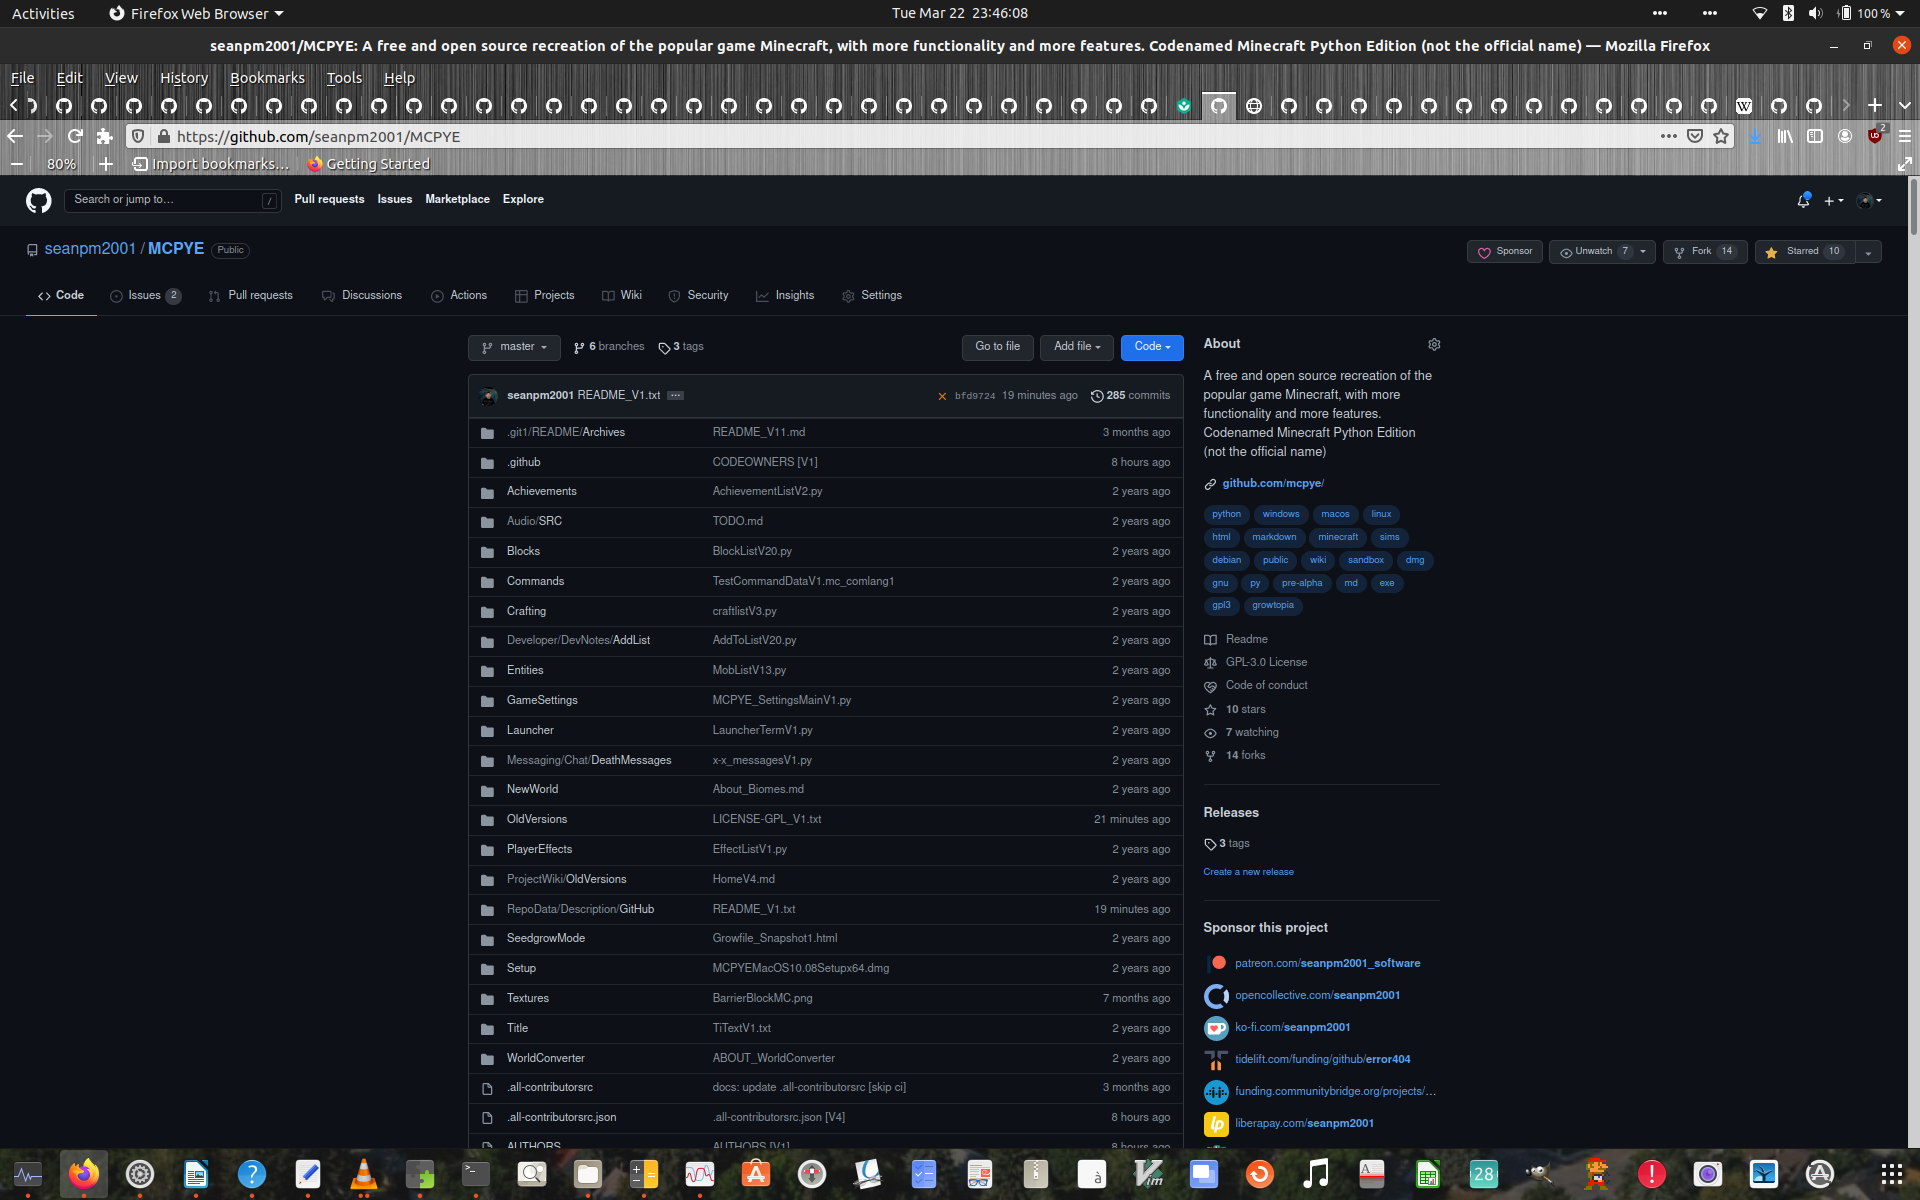 Activities Firefox Web Browser Tue Mar 22 23:46:08 100 %
seanpm2001/MCPYE: A free and open source recreation of the popular game Minecraft, with more functionality and more features. Codenamed Minecraft Python Edition (not the official name) — Mozilla Firefox
File Edit View History Bookmarks Tools Help
https://github.com/seanpm2001/MCPYE 2
80% Import bookmarks... Getting Started
Search or jump to... / Pull requests Issues Marketplace Explore
seanpm2001 / MCPYE Public Sponsor Unwatch 7 Fork 14 Starred 10
Code Issues 2 Pull requests Discussions Actions Projects Wiki Security Insights Settings
master 6 branches 3 tags Go to file Add file Code
seanpm2001 README_V1.txt ... bfd9724 19 minutes ago 285 commits
.git1/README/Archives README_V11.md 3 months ago
.github CODEOWNERS [V1] 8 hours ago
Achievements AchievementListV2.py 2 years ago
Audio/SRC TODO.md 2 years ago
Blocks BlockListV20.py 2 years ago
Commands TestCommandDataV1.mc_comlang1 2 years ago
Crafting craftlistV3.py 2 years ago
Developer/DevNotes/AddList AddToListV20.py 2 years ago
Entities MobListV13.py 2 years ago
GameSettings MCPYE_SettingsMainV1.py 2 years ago
Launcher LauncherTermV1.py 2 years ago
Messaging/Chat/DeathMessages x-x_messagesV1.py 2 years ago
NewWorld About_Biomes.md 2 years ago
OldVersions LICENSE-GPL_V1.txt 21 minutes ago
PlayerEffects EffectListV1.py 2 years ago
ProjectWiki/OldVersions HomeV4.md 2 years ago
RepoData/Description/GitHub README_V1.txt 19 minutes ago
SeedgrowMode Growfile_Snapshot1.html 2 years ago
Setup MCPYEMacOS10.08Setupx64.dmg 2 years ago
Textures BarrierBlockMC.png 7 months ago
Title TiTextV1.txt 2 years ago
WorldConverter ABOUT_WorldConverter 2 years ago
.all-contributorsrc docs: update .all-contributorsrc [skip ci] 3 months ago
.all-contributorsrc.json .all-contributorsrc.json [V4] 8 hours ago
AUTHORS AUTHORS [V1] 8 hours ago
About
A free and open source recreation of the
popular game Minecraft, with more
functionality and more features.
Codenamed Minecraft Python Edition
(not the official name)
github.com/mcpye/
python windows macos linux
html markdown minecraft sims
debian public wiki sandbox dmg
gnu py pre-alpha md exe
gpl3 growtopia
Readme
GPL-3.0 License
Code of conduct
10 stars
7 watching
14 forks
Releases
3 tags
Create a new release
Sponsor this project
patreon.com/seanpm2001_software
opencollective.com/seanpm2001
ko-fi.com/seanpm2001
tidelift.com/funding/github/error404
funding.communitybridge.org/projects/...
liberapay.com/seanpm2001
28